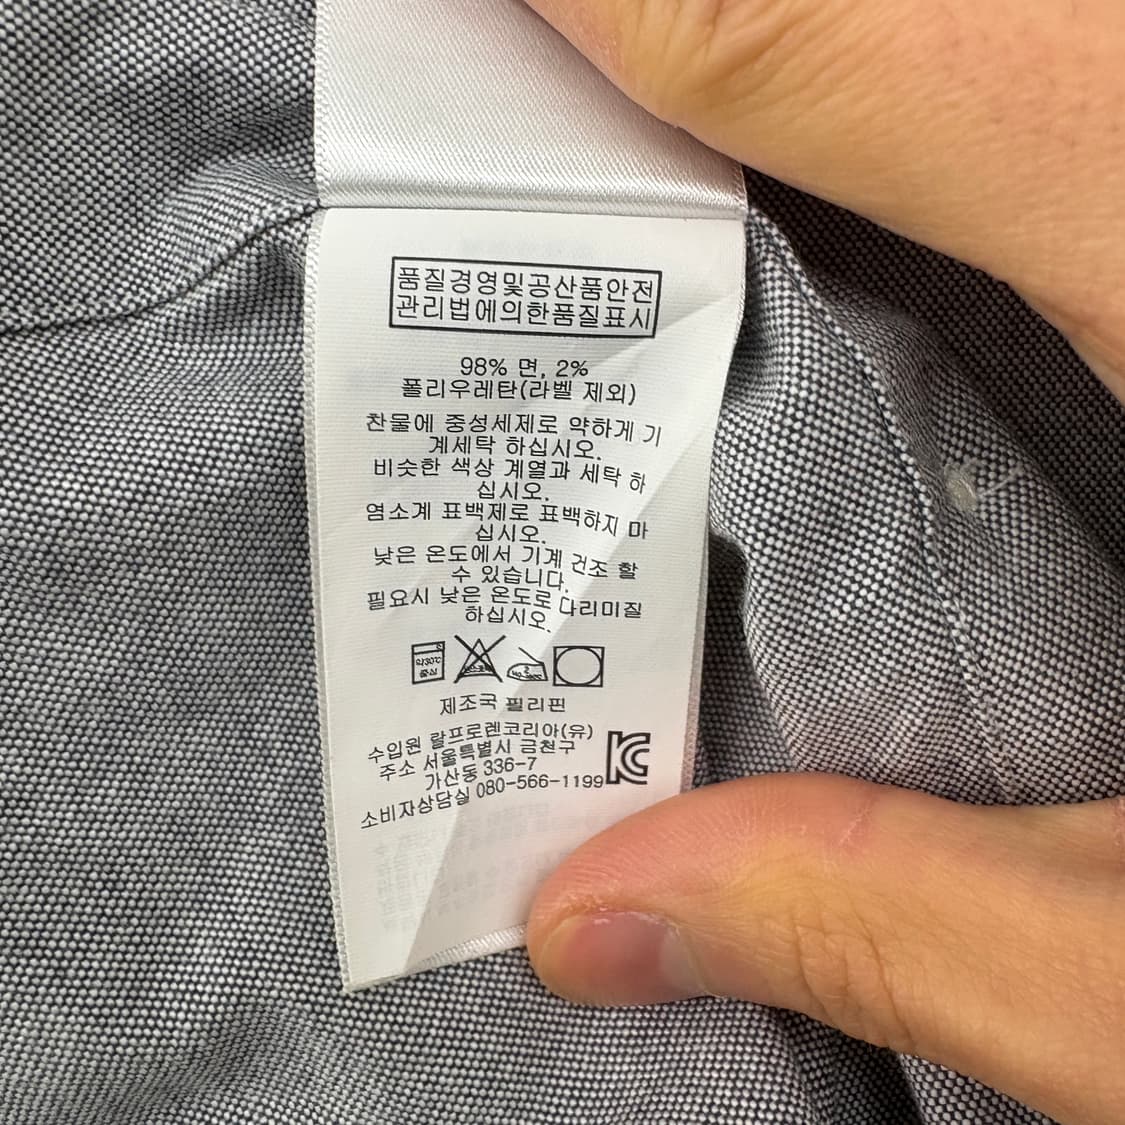 품질경영및공산품안전
관리법에의한품질표시
98% 면, 2%
폴리우레탄(라벨 제외)
찬물에 중성세제로 약하게 기
계세탁 하십시오.
비슷한 색상 계열과 세탁 하
십시오.
염소계 표백제로 표백하지 마
십시오.
낮은 온도에서 기계 건조 할
수 있습니다.
필요시 낮은 온도로 다리미질
하십시오.
약30℃
중성
제조국 필리핀
수입원 랄프로렌코리아(유)
주소 서울특별시 금천구
가산동 336-7
소비자상담실 080-566-1199